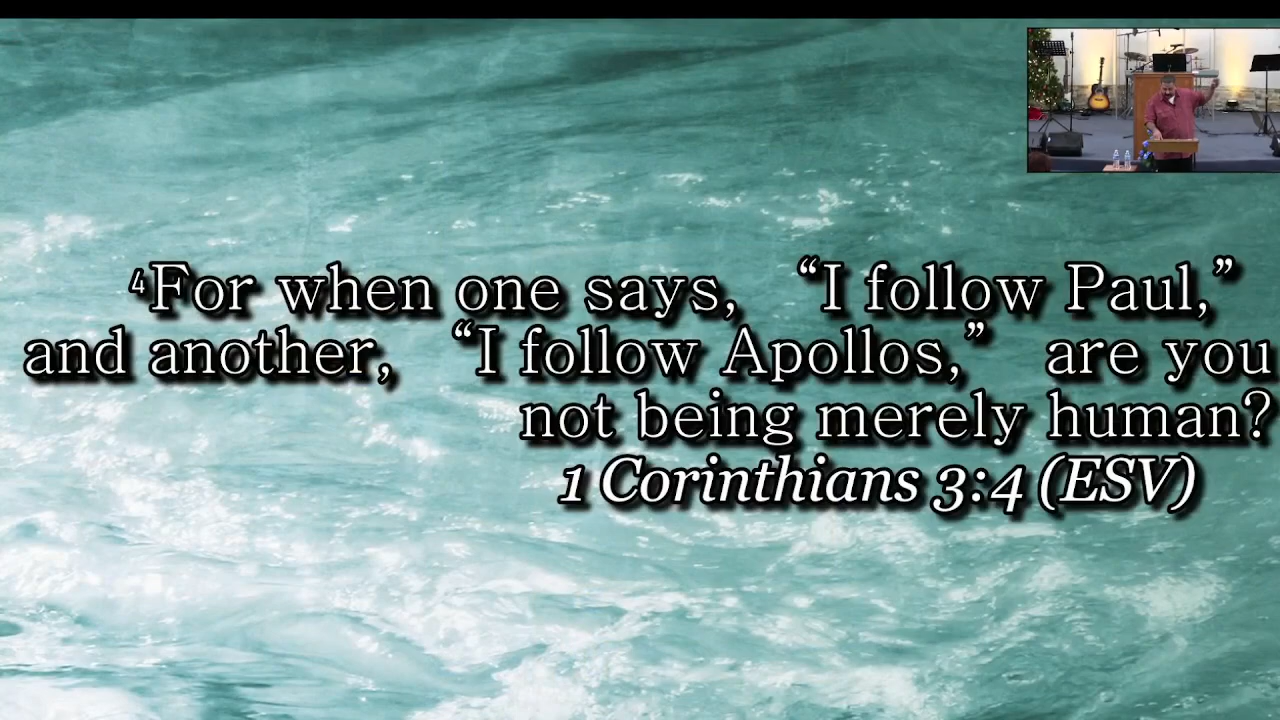 ⁴For when one says, “I follow Paul,”
and another, “I follow Apollos,” are you
not being merely human?
1 Corinthians 3:4 (ESV)